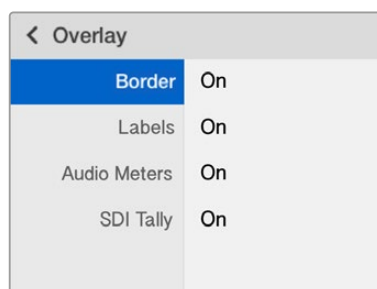 Overlay
Border On
Labels On
Audio Meters On
SDI Tally On